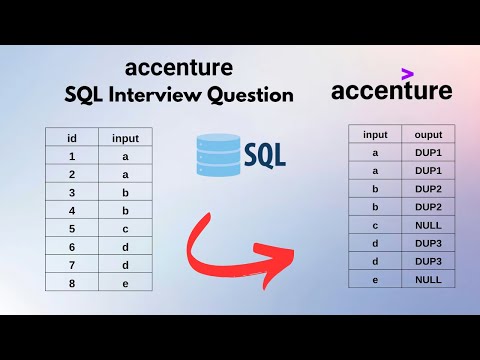 accenture
SQL Interview Question
>
accenture
SQL
id input
1 a
2 a
3 b
4 b
5 c
6 d
7 d
8 e
input ouput
a DUP1
a DUP1
b DUP2
b DUP2
c NULL
d DUP3
d DUP3
e NULL